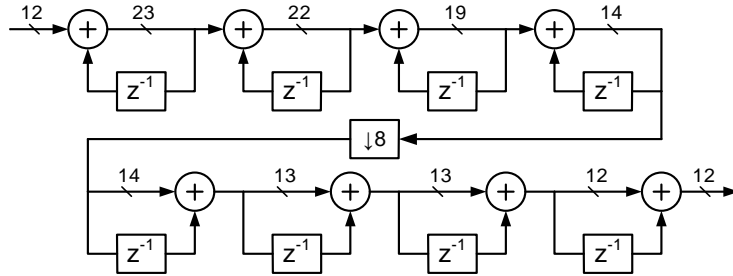 12 + 23 + 22 + 19 + 14
z⁻¹ z⁻¹ z⁻¹ z⁻¹
↓8
14 + 13 + 13 + 12 + 12
z⁻¹ z⁻¹ z⁻¹ z⁻¹